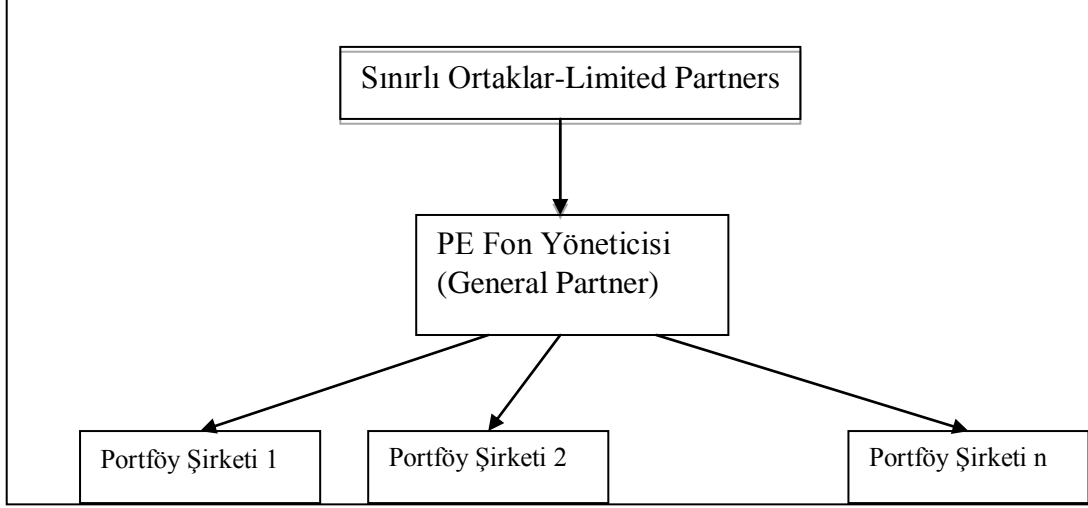 Sınırlı Ortaklar-Limited Partners
PE Fon Yöneticisi
(General Partner)
Portföy Şirketi 1
Portföy Şirketi 2
Portföy Şirketi n